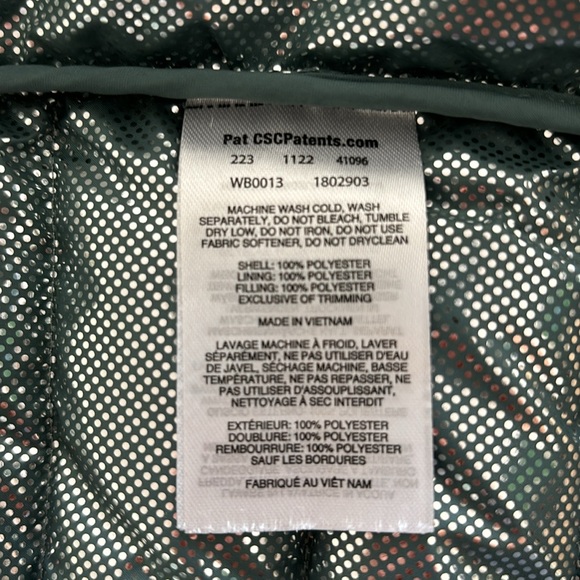 Pat CSCPatents.com
223 1122 41096
WB0013 1802903
MACHINE WASH COLD, WASH
SEPARATELY, DO NOT BLEACH, TUMBLE
DRY LOW, DO NOT IRON, DO NOT USE
FABRIC SOFTENER, DO NOT DRYCLEAN
SHELL: 100% POLYESTER
LINING: 100% POLYESTER
FILLING: 100% POLYESTER
EXCLUSIVE OF TRIMMING
MADE IN VIETNAM
LAVAGE MACHINE À FROID, LAVER
SÉPARÉMENT, NE PAS UTILISER D'EAU
DE JAVEL, SÉCHAGE MACHINE, BASSE
TEMPÉRATURE, NE PAS REPASSER, NE
PAS UTILISER D'ASSOUPLISSANT,
NETTOYAGE À SEC INTERDIT
EXTÉRIEUR: 100% POLYESTER
DOUBLURE: 100% POLYESTER
REMBOURRURE: 100% POLYESTER
SAUF LES BORDURES
FABRIQUÉ AU VIÊT NAM